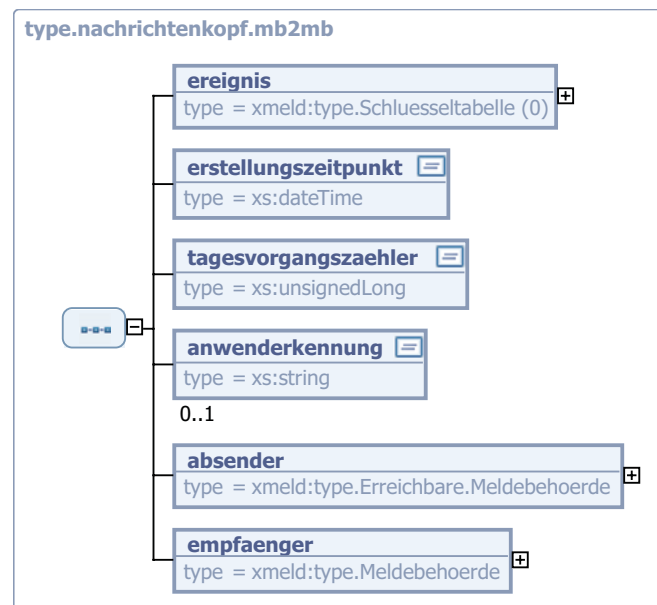 type.nachrichtenkopf.mb2mb
ereignis
type = xmeld:type.Schluesseltabelle (0)
erstellungszeitpunkt
type = xs:dateTime
tagesvorgangszaehler
type = xs:unsignedLong
anwenderkennung
type = xs:string
0..1
absender
type = xmeld:type.Erreichbare.Meldebehoerde
empfaenger
type = xmeld:type.Meldebehoerde